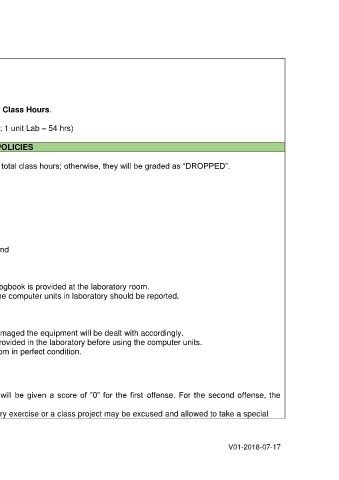 Class Hours.
; 1 unit Lab – 54 hrs)
POLICIES
total class hours; otherwise, they will be graded as “DROPPED”.
nd
ogbook is provided at the laboratory room.
he computer units in laboratory should be reported.
maged the equipment will be dealt with accordingly.
rovided in the laboratory before using the computer units.
om in perfect condition.
will be given a score of "0" for the first offense. For the second offense, the
ry exercise or a class project may be excused and allowed to take a special
V01-2018-07-17